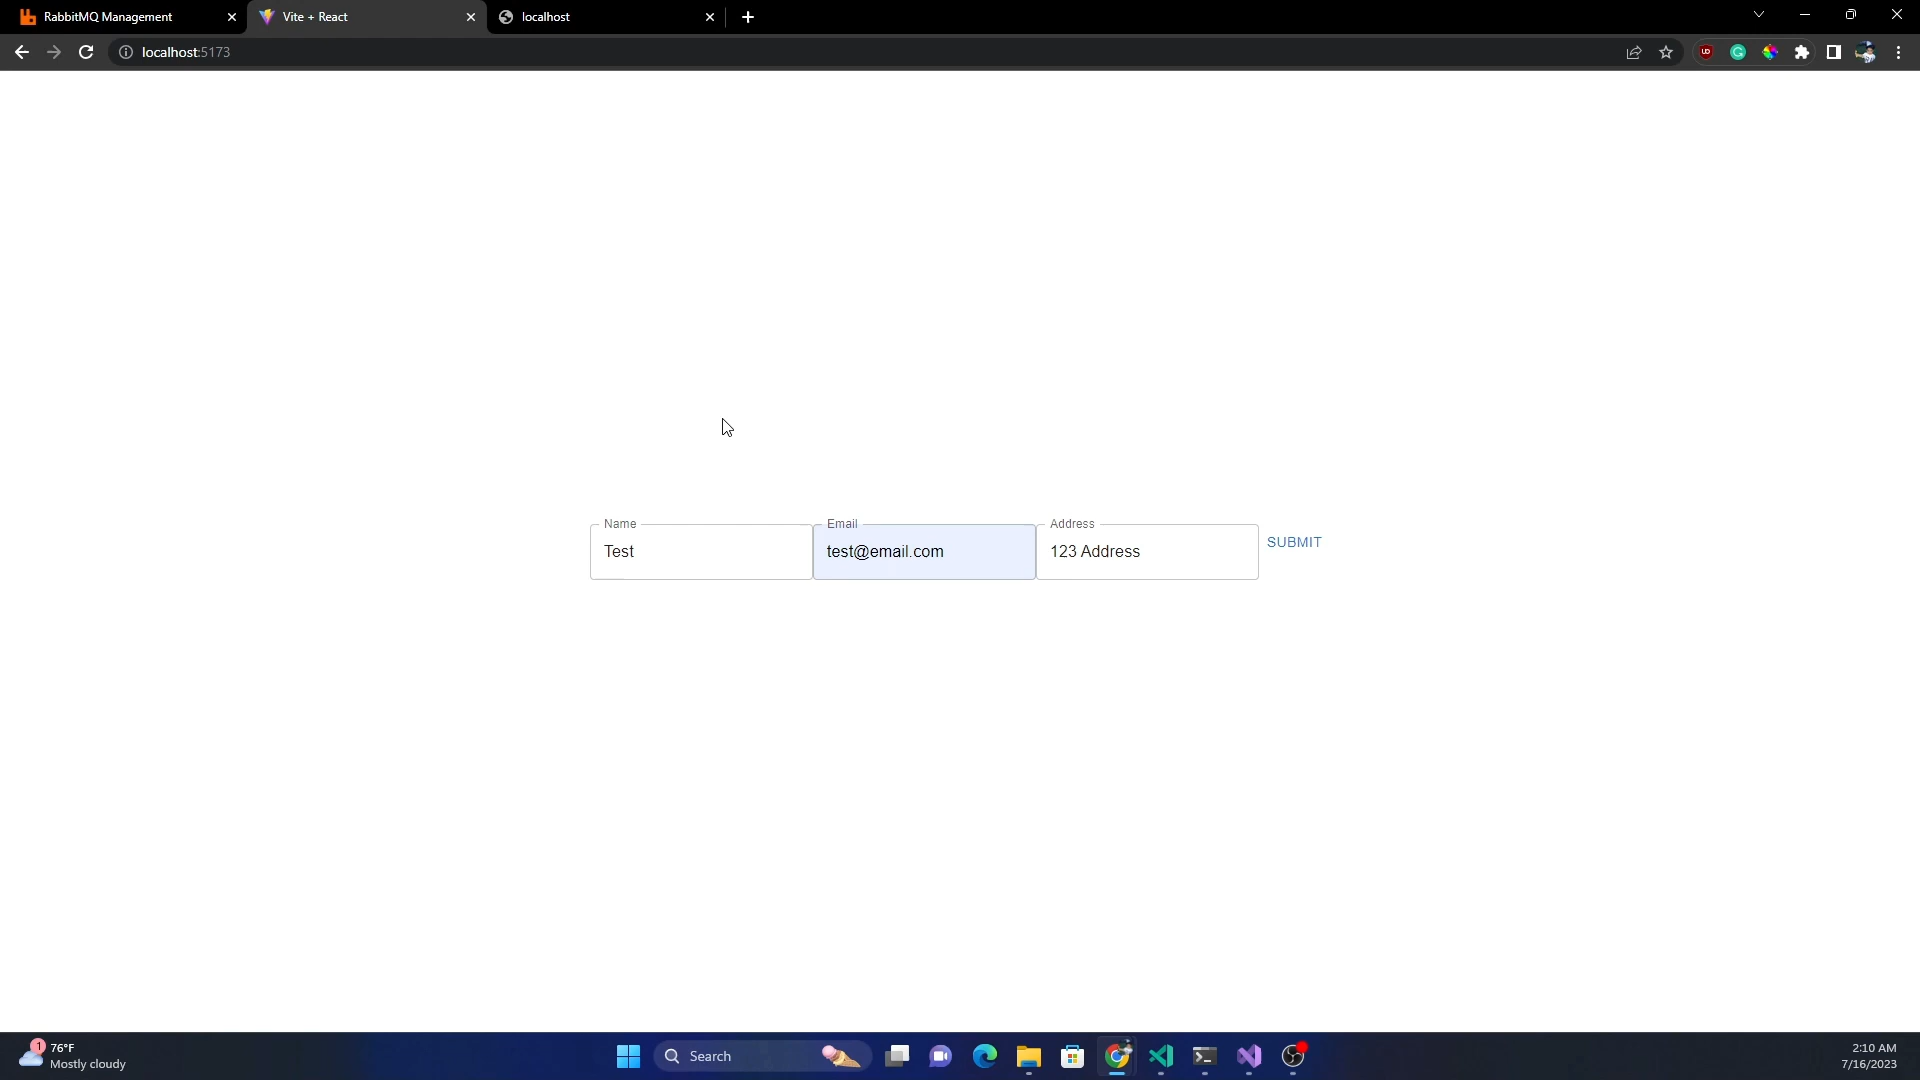 RabbitMQ Management
Vite + React
localhost
localhost:5173
Name
Test
Email
test@email.com
Address
123 Address
SUBMIT
1
76°F
Mostly cloudy
Search
2:10 AM
7/16/2023